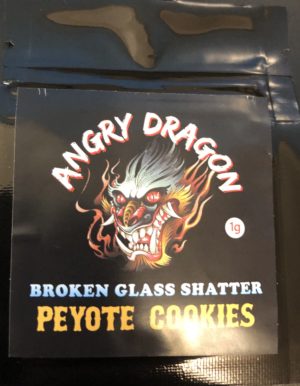 ANGRY DRAGON
1g
BROKEN GLASS SHATTER
PEYOTE COOKIES